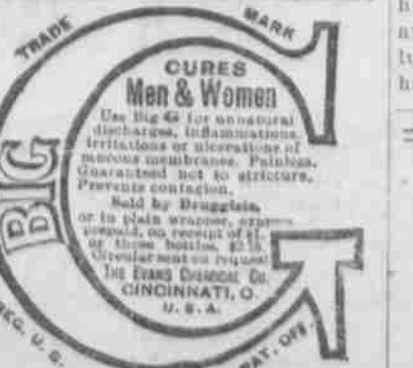 TRADE MARK
BIG
CURES
Men & Women
Use Big G for unnatural
discharges, inflammations,
irritations or ulcerations of
mucous membranes. Painless,
Guaranteed not to stricture,
Prevents contagion.
Sold by Druggists,
or in plain wrapper, express
prepaid, on receipt of $1,
or three bottles, $2.75.
Circular sent on request
THE EVANS CHEMICAL CO.
CINCINNATI, O.
U. S. A.
REG. U. S. PAT. OFF.